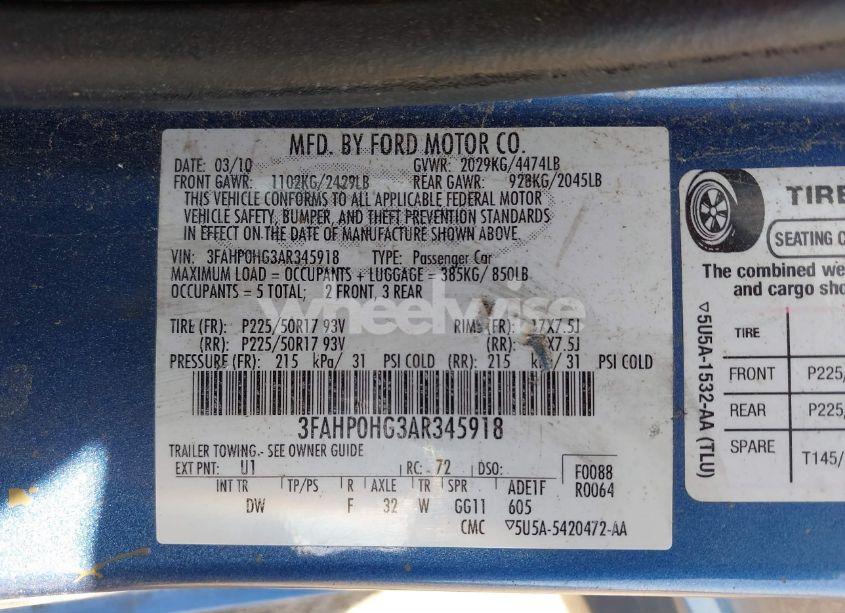 MFD. BY FORD MOTOR CO.
DATE: 03/10 GVWR: 2029KG/4474LB
FRONT GAWR: 1102KG/2429LB REAR GAWR: 928KG/2045LB
THIS VEHICLE CONFORMS TO ALL APPLICABLE FEDERAL MOTOR
VEHICLE SAFETY, BUMPER, AND THEFT PREVENTION STANDARDS
IN EFFECT ON THE DATE OF MANUFACTURE SHOWN ABOVE.
VIN: 3FAHP0HG3AR345918 TYPE: Passenger Car
MAXIMUM LOAD = OCCUPANTS + LUGGAGE = 385KG/ 850LB
OCCUPANTS = 5 TOTAL; 2 FRONT, 3 REAR
wheelwise
TIRE (FR): P225/50R17 93V RIMS (FR): 17X7.5J
(RR): P225/50R17 93V (RR): X7.5J
PRESSURE (FR): 215 kPa/ 31 PSI COLD (RR): 215 kPa/31 PSI COLD
3FAHP0HG3AR345918
TRAILER TOWING - SEE OWNER GUIDE
EXT PNT: U1 RC: 72 DSO: F0088
R0064
INT TR TP/PS R AXLE TR SPR ADE1F
DW F 32 W GG11 605
CMC ▽5U5A-5420472-AA
TIRE
SEATING C
The combined we
and cargo sho
TIRE
FRONT P225/
REAR P225/
SPARE T145/
▽5U5A-1532-AA (TLU)